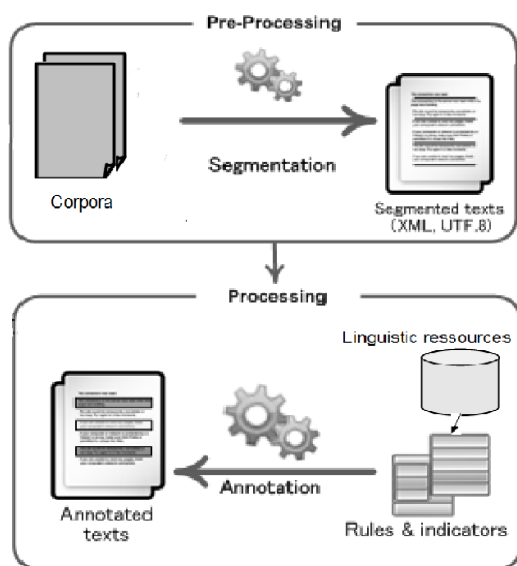 Pre-Processing
Segmentation
Corpora
Segmented texts
(XML, UTF.8)
Processing
Linguistic ressources
Annotation
Annotated
texts
Rules & indicators